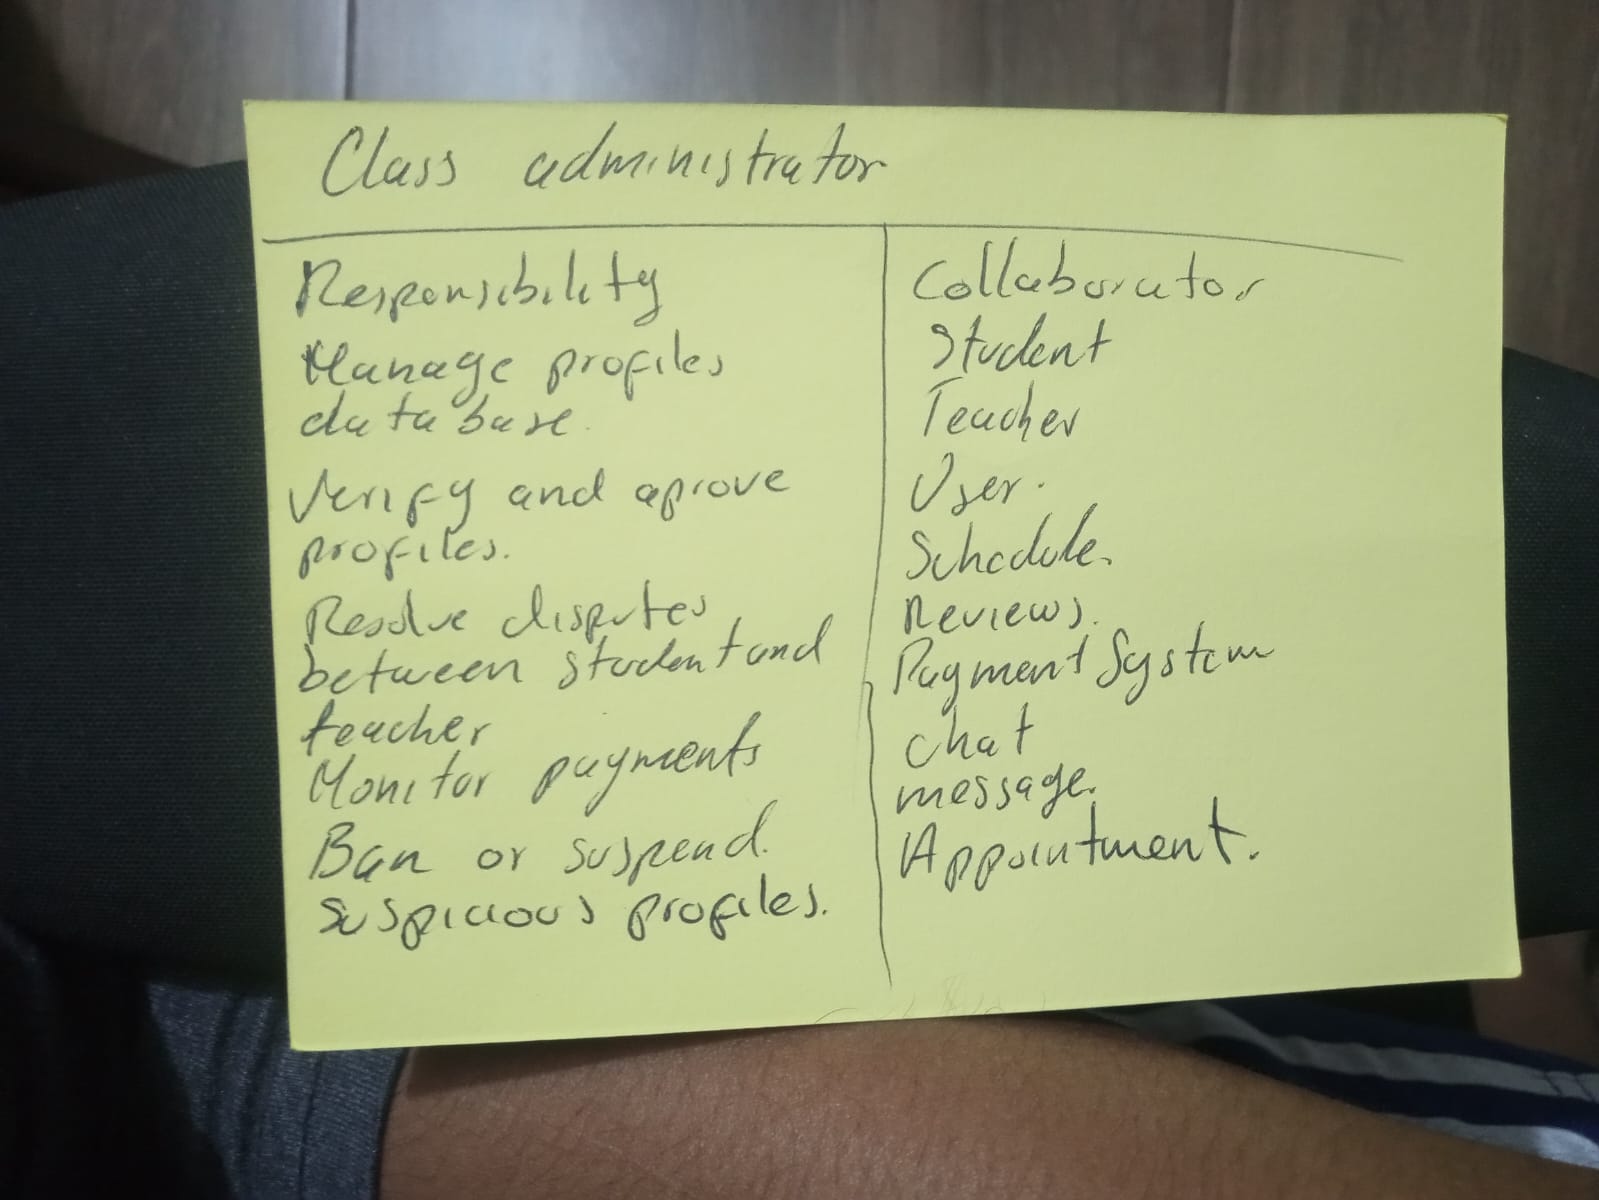 Class administrator
Responsibility
Manage profiles
database.
Verify and aprove
profiles.
Resolve disputes
between student and
teacher
Monitor payments
Ban or suspend.
suspicious profiles.
Collaborator
Student
Teacher
User.
Schedule.
Reviews.
Payment System
chat
message.
Appointment.